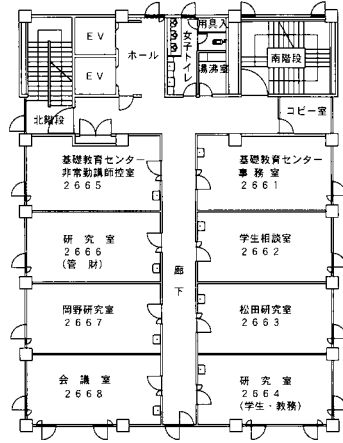 EV
EV
ホール
女子トイレ
用具入
湯沸室
南階段
コピー室
北階段
基礎教育センター
非常勤講師控室
2665
基礎教育センター
事務室
2661
研究室
2666
(管財)
学生相談室
2662
廊下
岡野研究室
2667
松田研究室
2663
会議室
2668
研究室
2664
(学生・教務)